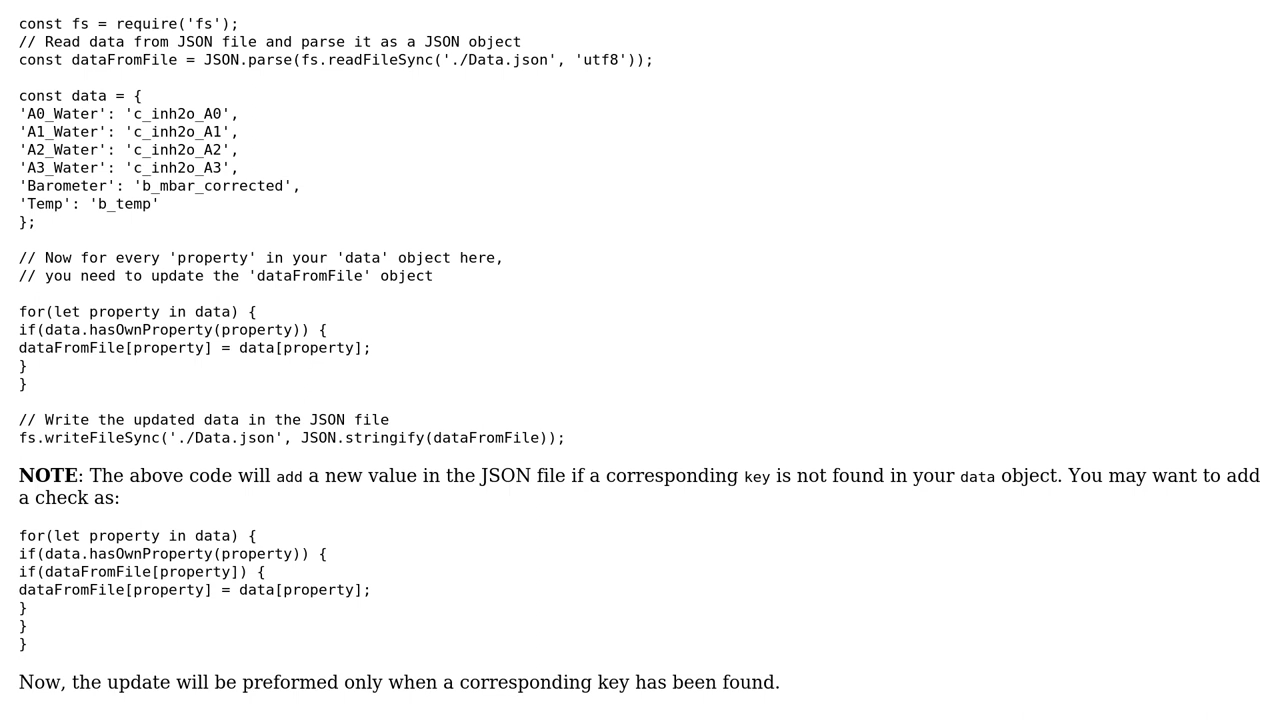 const fs = require('fs');
// Read data from JSON file and parse it as a JSON object
const dataFromFile = JSON.parse(fs.readFileSync('./Data.json', 'utf8'));
const data = {
'A0_Water': 'c_inh2o_A0',
'A1_Water': 'c_inh2o_A1',
'A2_Water': 'c_inh2o_A2',
'A3_Water': 'c_inh2o_A3',
'Barometer': 'b_mbar_corrected',
'Temp': 'b_temp'
};
// Now for every 'property' in your 'data' object here,
// you need to update the 'dataFromFile' object
for(let property in data) {
if(data.hasOwnProperty(property)) {
dataFromFile[property] = data[property];
}
}
// Write the updated data in the JSON file
fs.writeFileSync('./Data.json', JSON.stringify(dataFromFile));
NOTE: The above code will add a new value in the JSON file if a corresponding key is not found in your data object. You may want to add
a check as:
for(let property in data) {
if(data.hasOwnProperty(property)) {
if(dataFromFile[property]) {
dataFromFile[property] = data[property];
}
}
}
Now, the update will be preformed only when a corresponding key has been found.